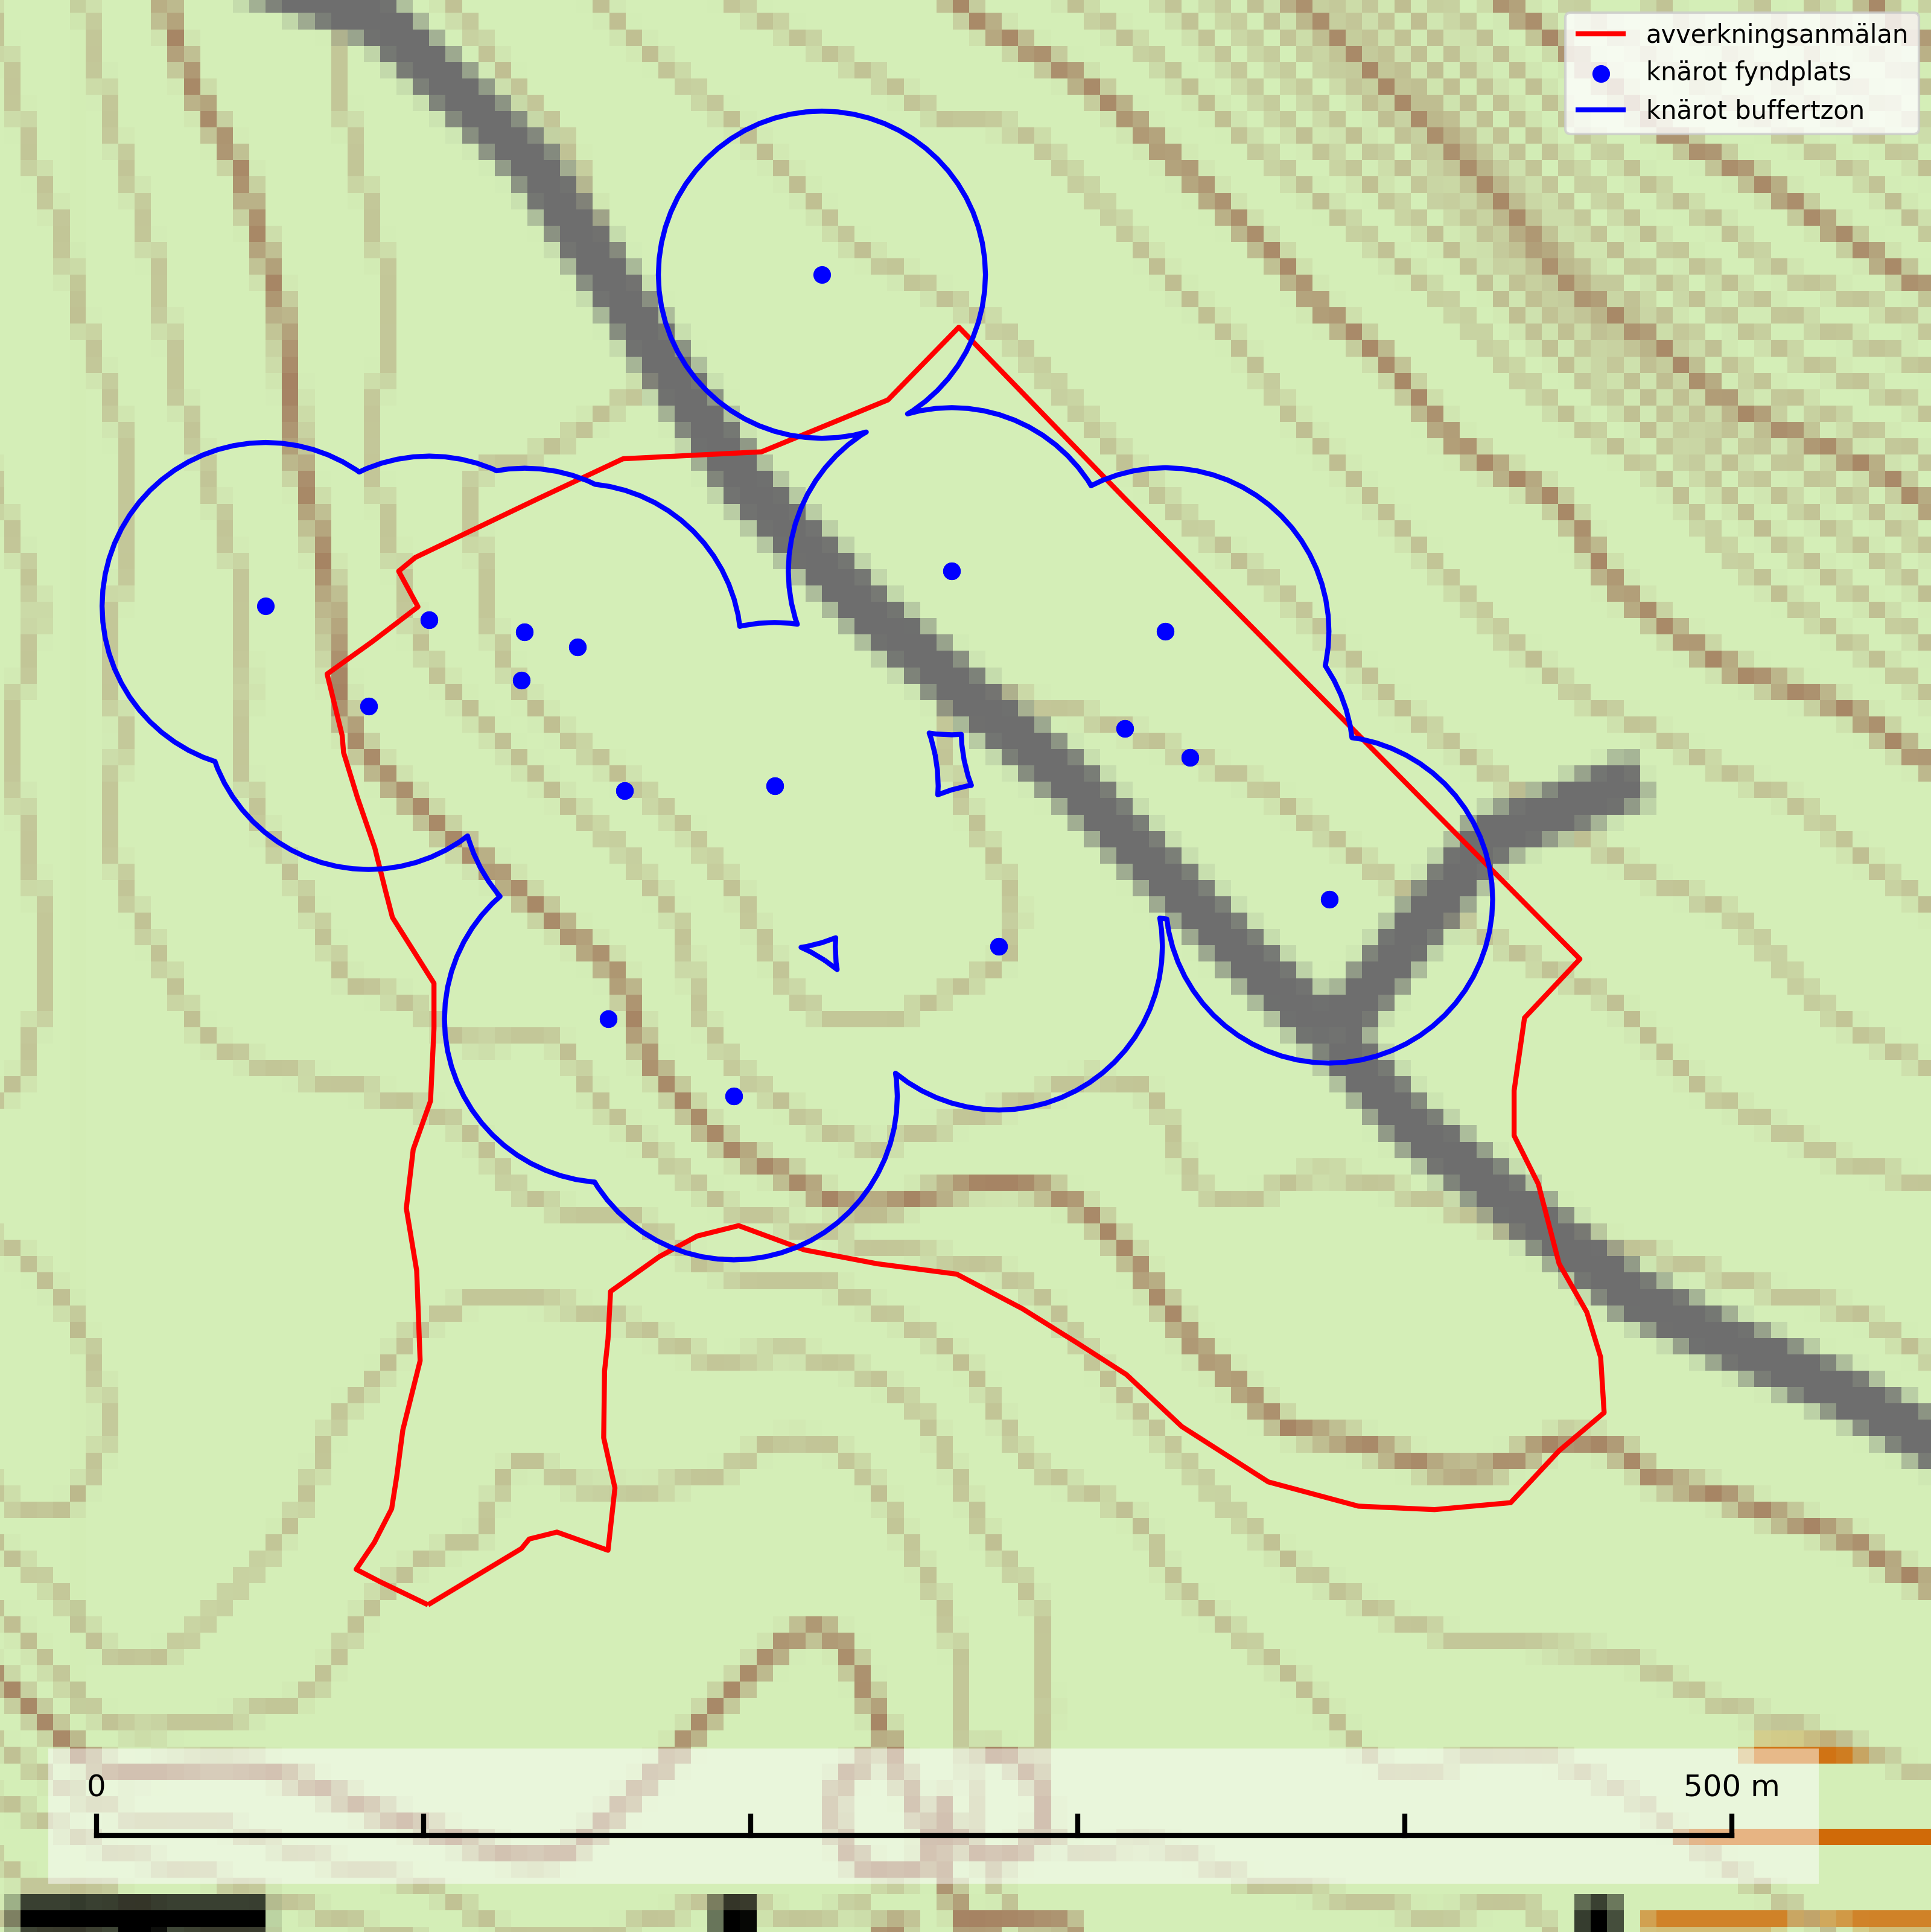 avverkningsanmälan
knärot fyndplats
knärot buffertzon
0
500 m